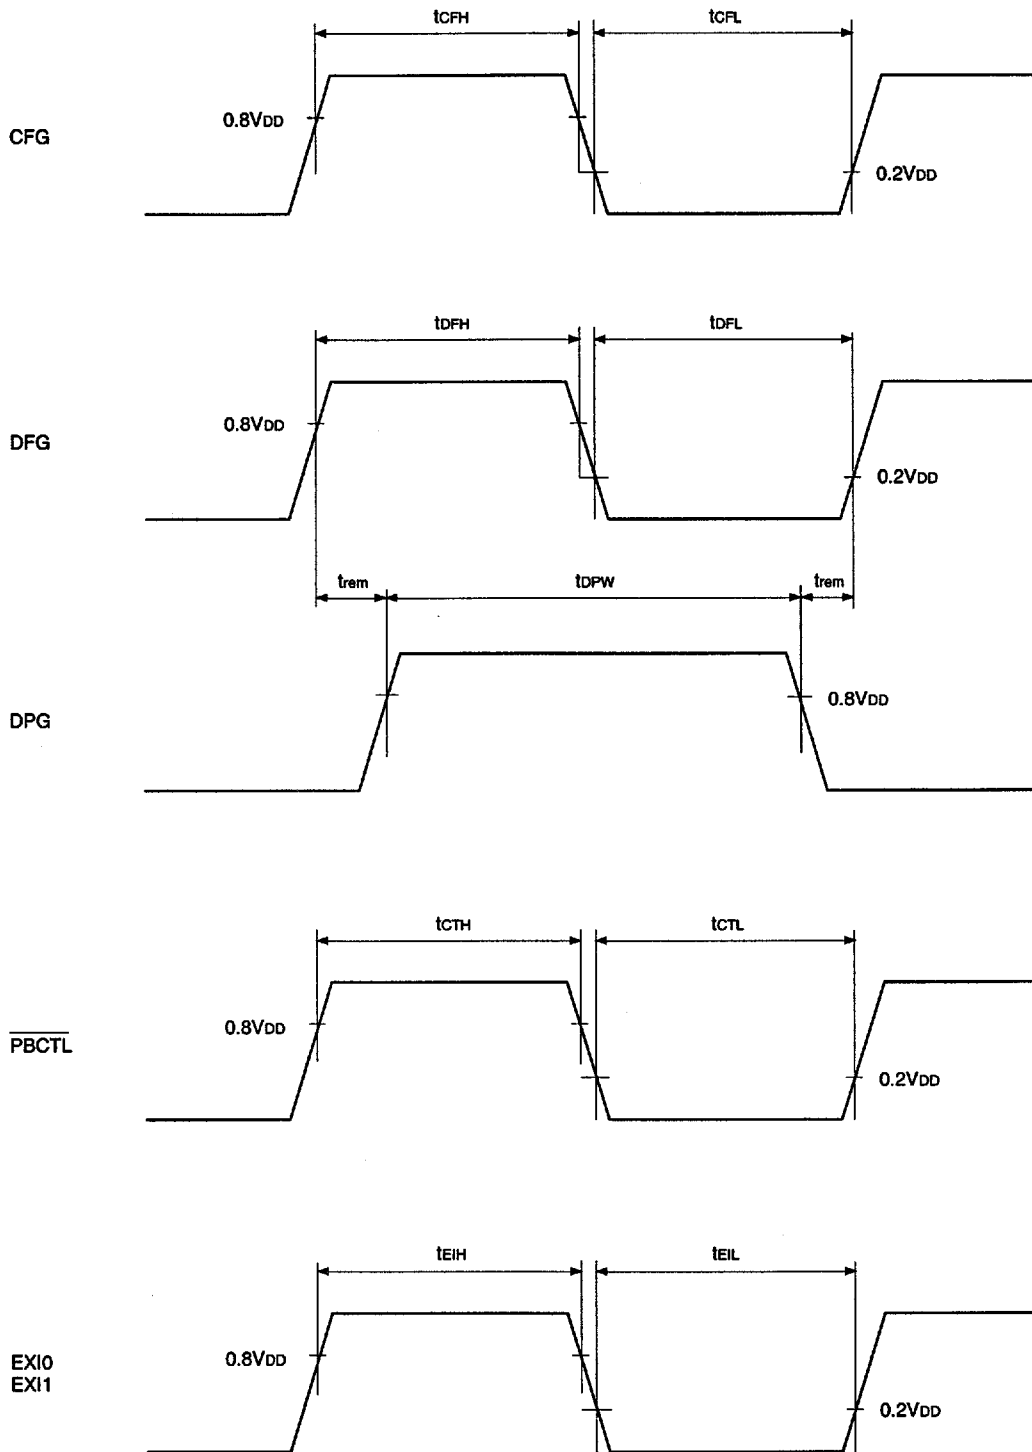 tCFH tCFL
0.8VDD
CFG
0.2VDD
tDFH tDFL
0.8VDD
DFG
0.2VDD
trem tDPW trem
0.8VDD
DPG
tCTH tCTL
0.8VDD
PBCTL
0.2VDD
tEIH tEIL
0.8VDD
EXI0
EXI1
0.2VDD